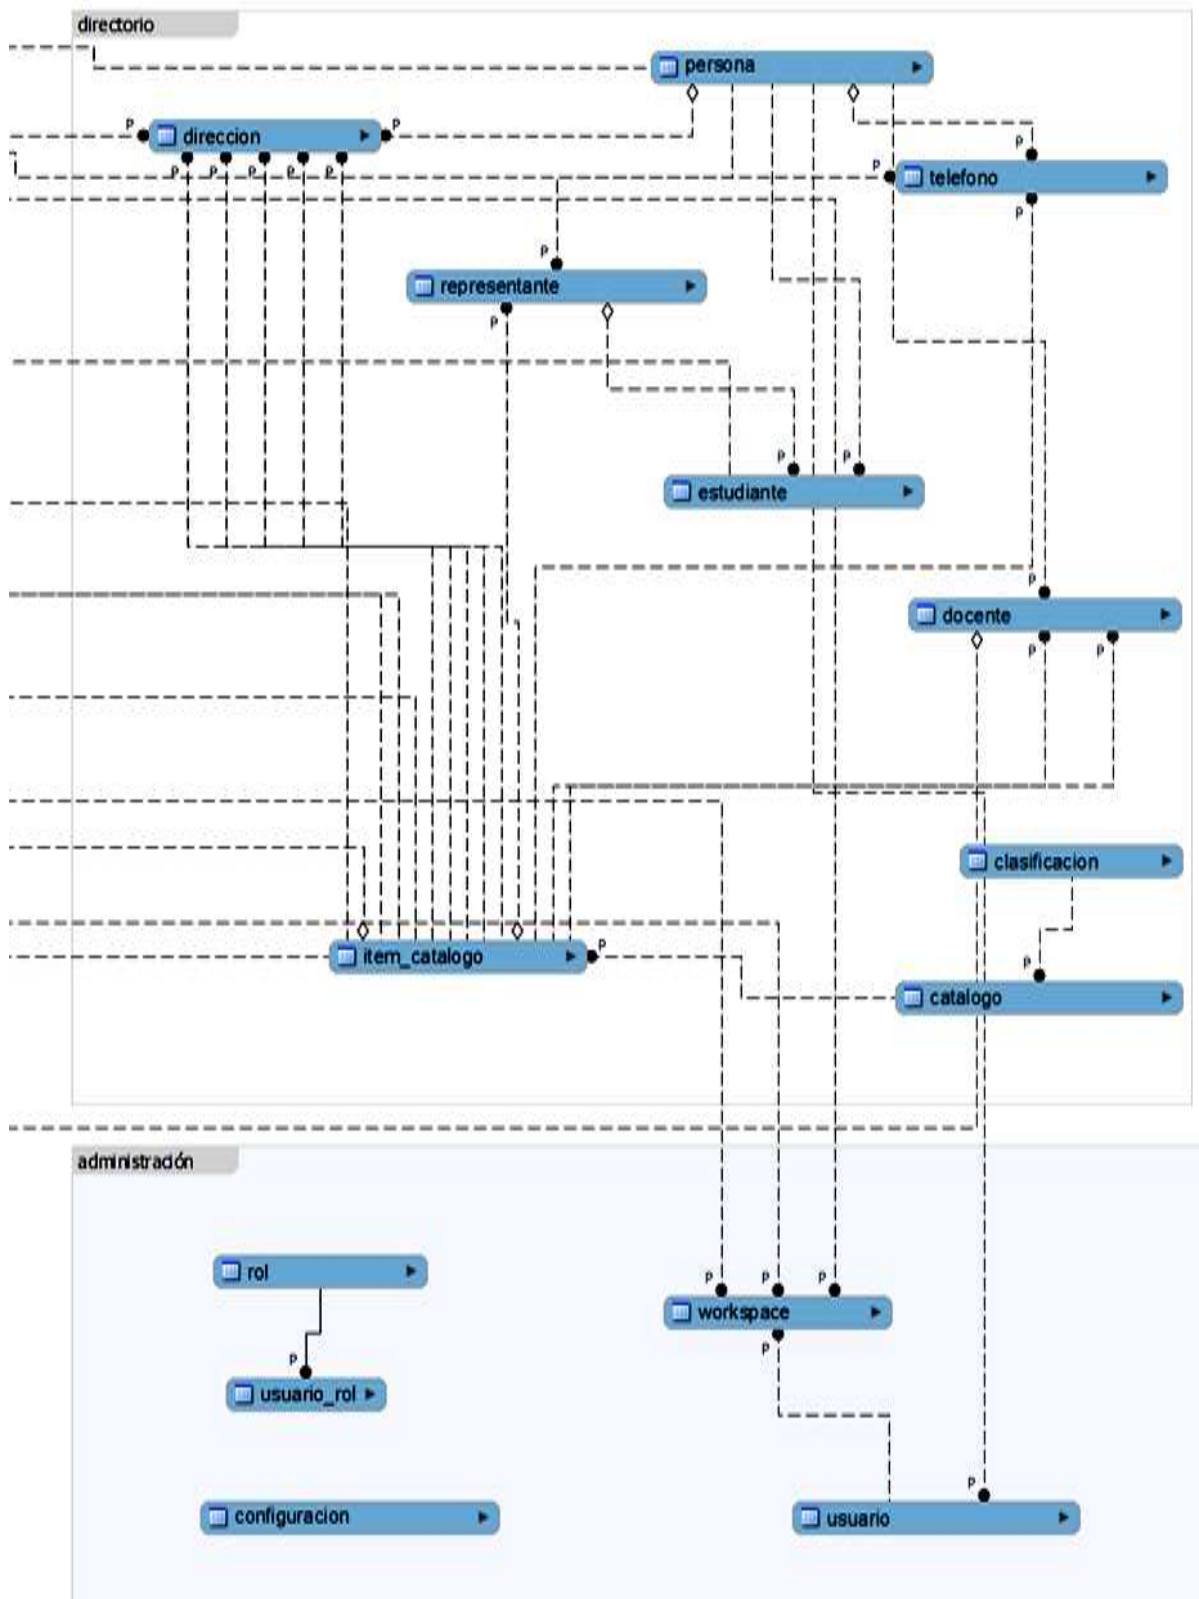 directorio
persona
P
P
direccion
P
P
P
P
P
P
P
telefono
P
P
representante
P
P
P
estudiante
P
docente
P
P
clasificacion
P
item_catalogo
P
catalogo
administración
rol
P
P
P
workspace
P
P
usuario_rol
P
configuracion
usuario